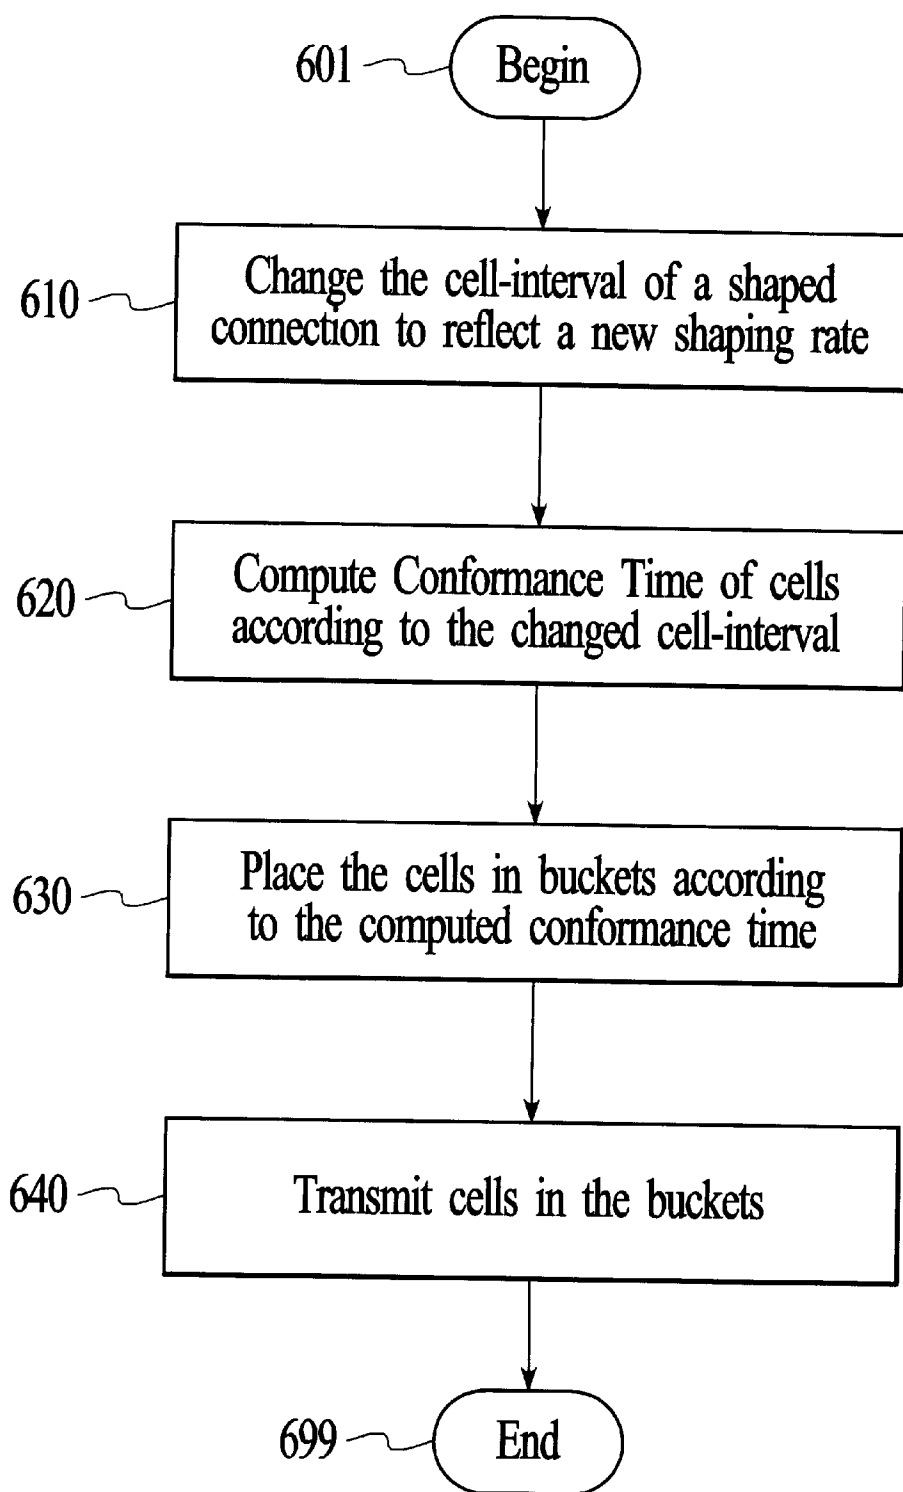 601
Begin
610
Change the cell-interval of a shaped
connection to reflect a new shaping rate
620
Compute Conformance Time of cells
according to the changed cell-interval
630
Place the cells in buckets according
to the computed conformance time
640
Transmit cells in the buckets
699
End